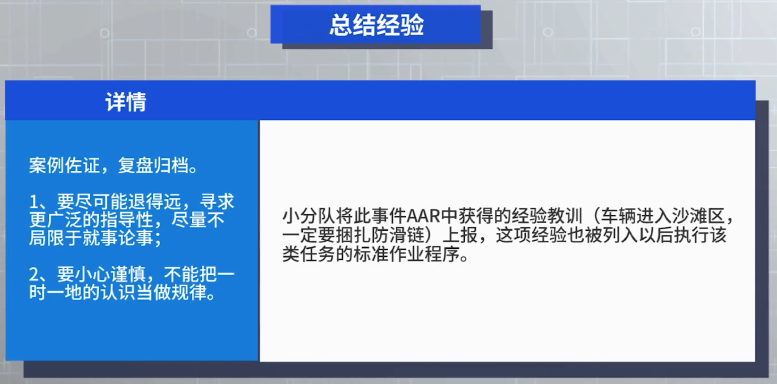 总结经验
详情
案例佐证，复盘归档。
1、要尽可能退得远，寻求
更广泛的指导性，尽量不
局限于就事论事；
2、要小心谨慎，不能把一
时一地的认识当做规律。
小分队将此事件AAR中获得的经验教训（车辆进入沙滩区，
一定要捆扎防滑链）上报，这项经验也被列入以后执行该
类任务的标准作业程序。